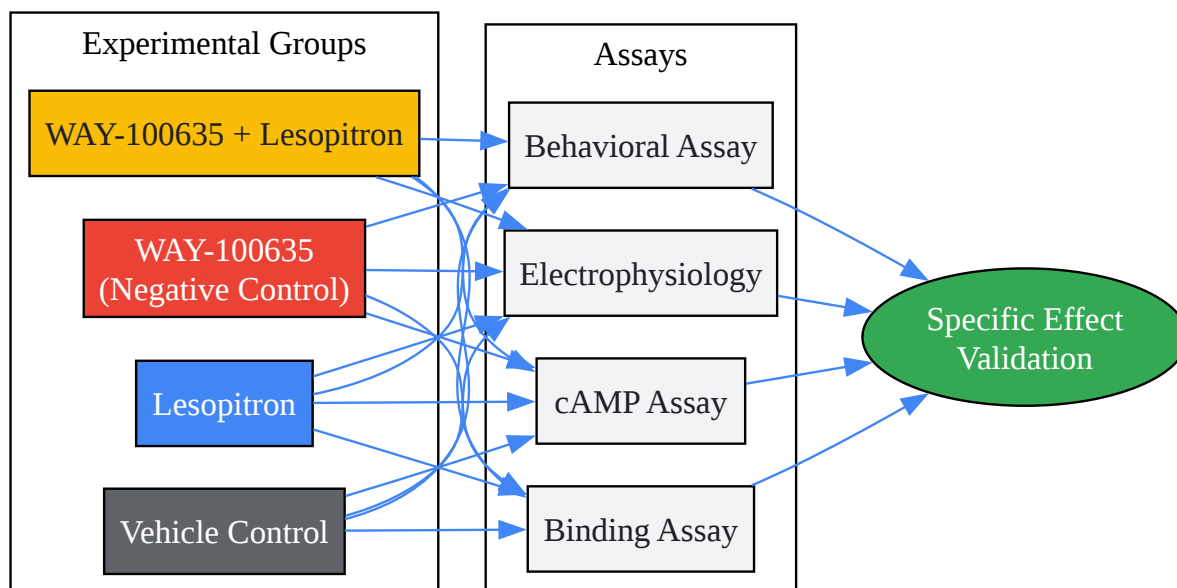 Experimental Groups
WAY-100635 + Lesopitron
WAY-100635
(Negative Control)
Lesopitron
Vehicle Control
Assays
Behavioral Assay
Electrophysiology
cAMP Assay
Binding Assay
Specific Effect
Validation